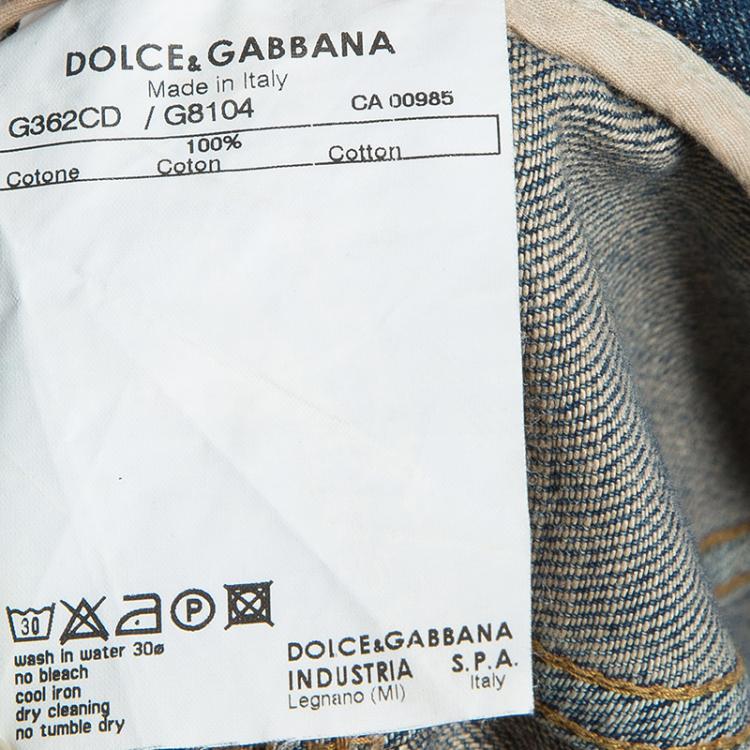 DOLCE&GABBANA
Made in Italy
G362CD / G8104 CA 00985
100%
Cotone Coton Cotton
30 P
wash in water 30ø
no bleach
cool iron
dry cleaning
no tumble dry
DOLCE&GABBANA
INDUSTRIA S.P.A.
Legnano (MI) Italy